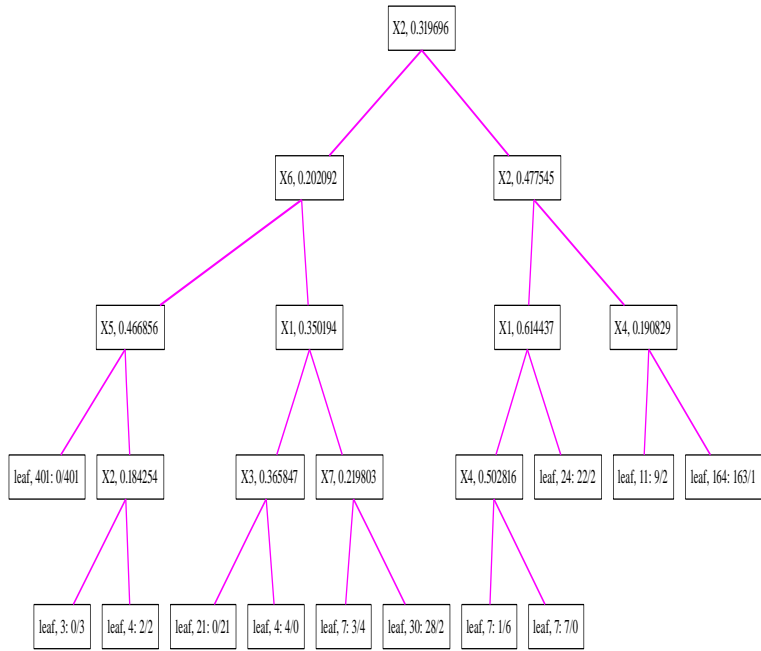 X2, 0.319696
X6, 0.202092
X2, 0.477545
X5, 0.466856
X1, 0.350194
X1, 0.614437
X4, 0.190829
leaf, 401: 0/401
X2, 0.184254
X3, 0.365847
X7, 0.219803
X4, 0.502816
leaf, 24: 22/2
leaf, 11: 9/2
leaf, 164: 163/1
leaf, 3: 0/3
leaf, 4: 2/2
leaf, 21: 0/21
leaf, 4: 4/0
leaf, 7: 3/4
leaf, 30: 28/2
leaf, 7: 1/6
leaf, 7: 7/0